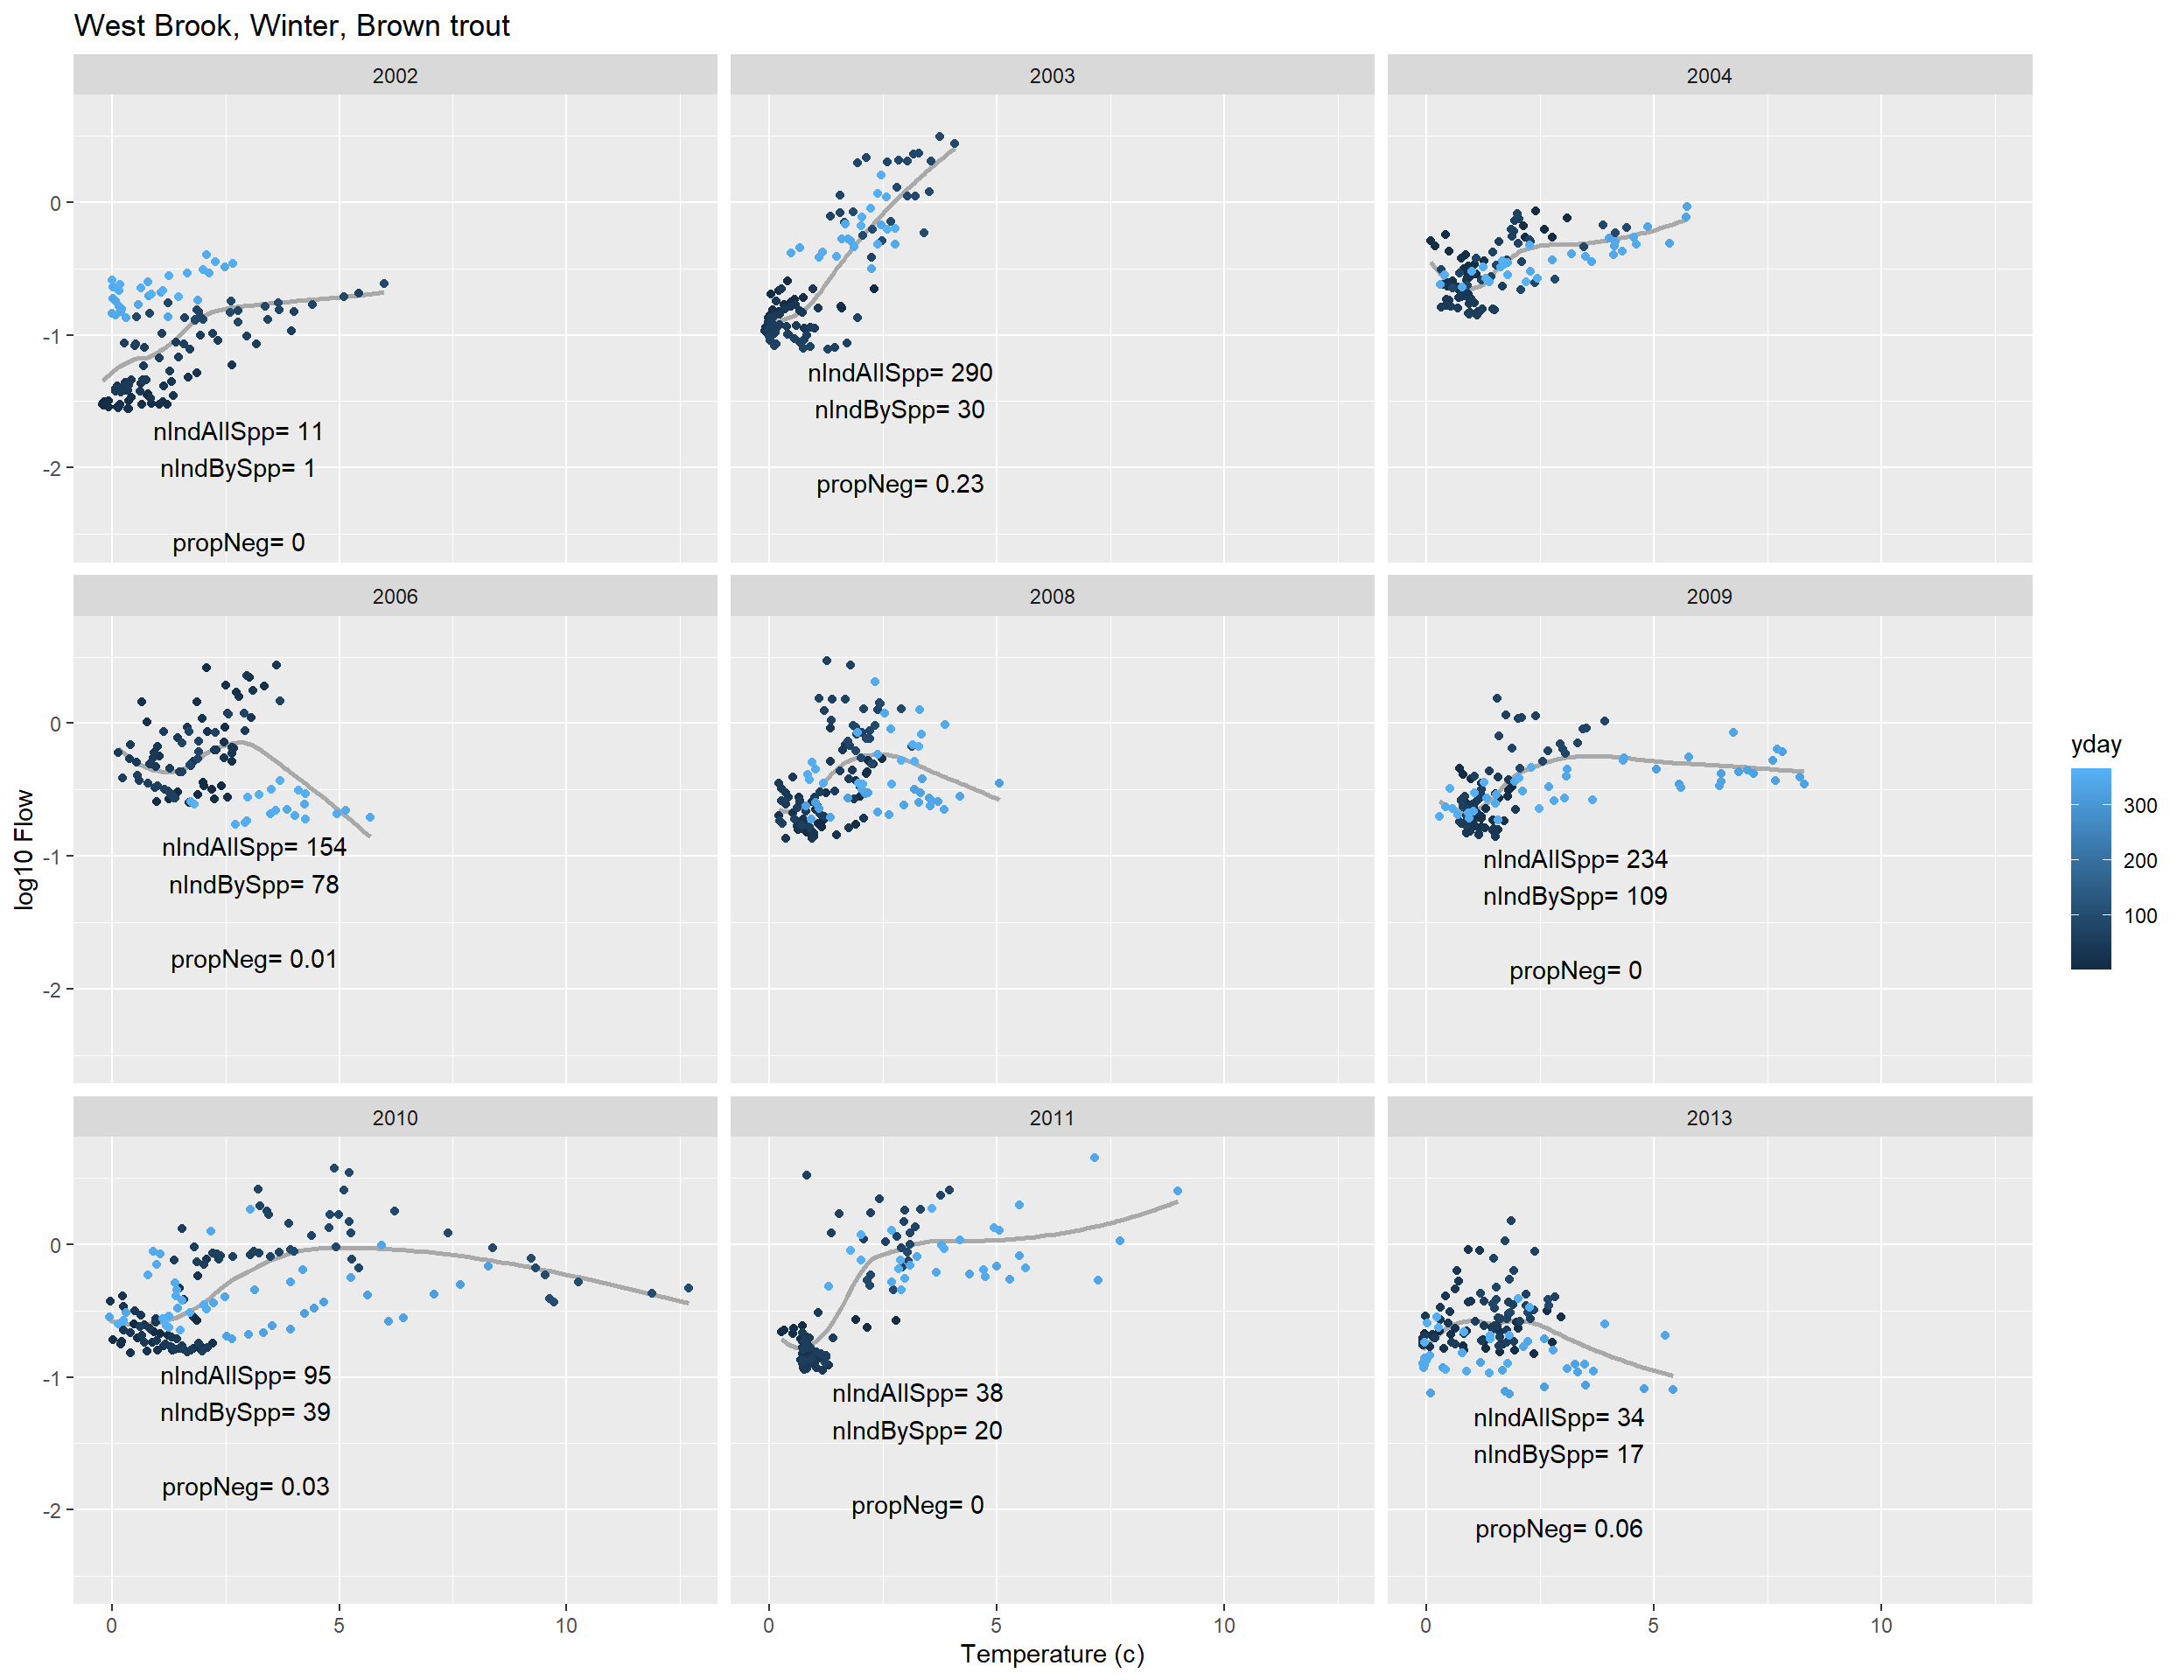 West Brook, Winter, Brown trout
2002
2003
2004
0
-1
-2
nIndAllSpp= 11
nIndBySpp= 1
propNeg= 0
nIndAllSpp= 290
nIndBySpp= 30
propNeg= 0.23
2006
2008
2009
0
-1
-2
nIndAllSpp= 154
nIndBySpp= 78
propNeg= 0.01
nIndAllSpp= 234
nIndBySpp= 109
propNeg= 0
log10 Flow
yday
300
200
100
2010
2011
2013
0
-1
-2
nIndAllSpp= 95
nIndBySpp= 39
propNeg= 0.03
nIndAllSpp= 38
nIndBySpp= 20
propNeg= 0
nIndAllSpp= 34
nIndBySpp= 17
propNeg= 0.06
0 5 10
0 5 10
0 5 10
Temperature (c)